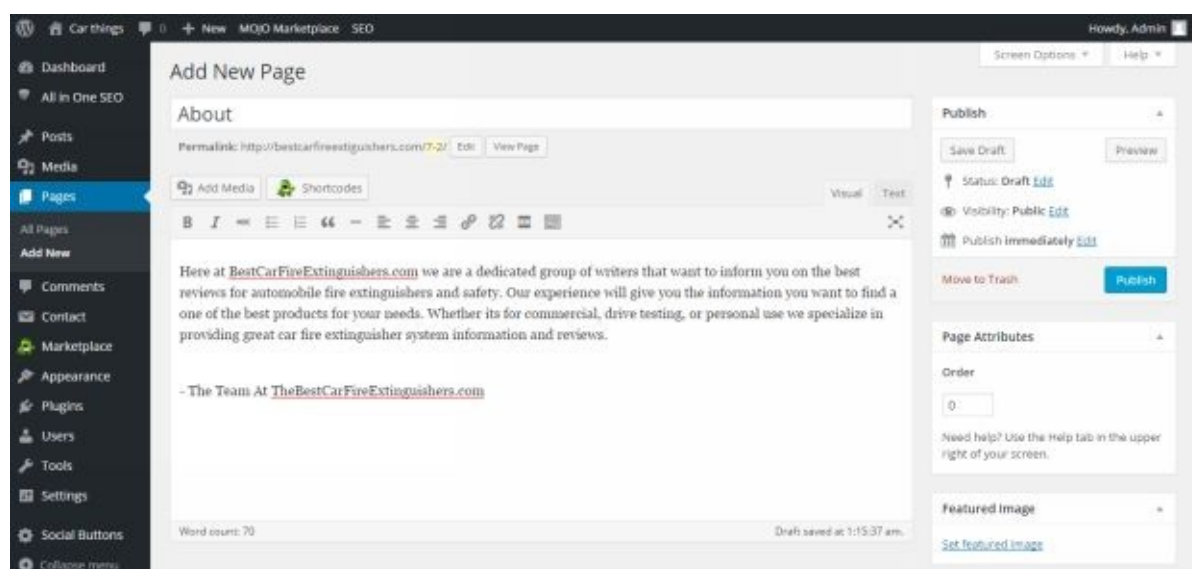 Car things 0 + New MOJO Marketplace SEO Howdy, Admin
Screen Options Help
Dashboard
All in One SEO
Posts
Media
Pages
All Pages
Add New
Comments
Contact
Marketplace
Appearance
Plugins
Users
Tools
Settings
Social Buttons
Collapse menu
Add New Page
About
Permalink: http://bestcarfireextiguishers.com/7-2/ Edit View Page
Add Media Shortcodes
Visual Text
Here at BestCarFireExtinguishers.com we are a dedicated group of writers that want to inform you on the best
reviews for automobile fire extinguishers and safety. Our experience will give you the information you want to find a
one of the best products for your needs. Whether its for commercial, drive testing, or personal use we specialize in
providing great car fire extinguisher system information and reviews.
- The Team At TheBestCarFireExtinguishers.com
Word count: 70 Draft saved at 1:15:37 am.
Publish
Save Draft Preview
Status: Draft Edit
Visibility: Public Edit
Publish immediately Edit
Move to Trash Publish
Page Attributes
Order
0
Need help? Use the Help tab in the upper
right of your screen.
Featured Image
Set featured image